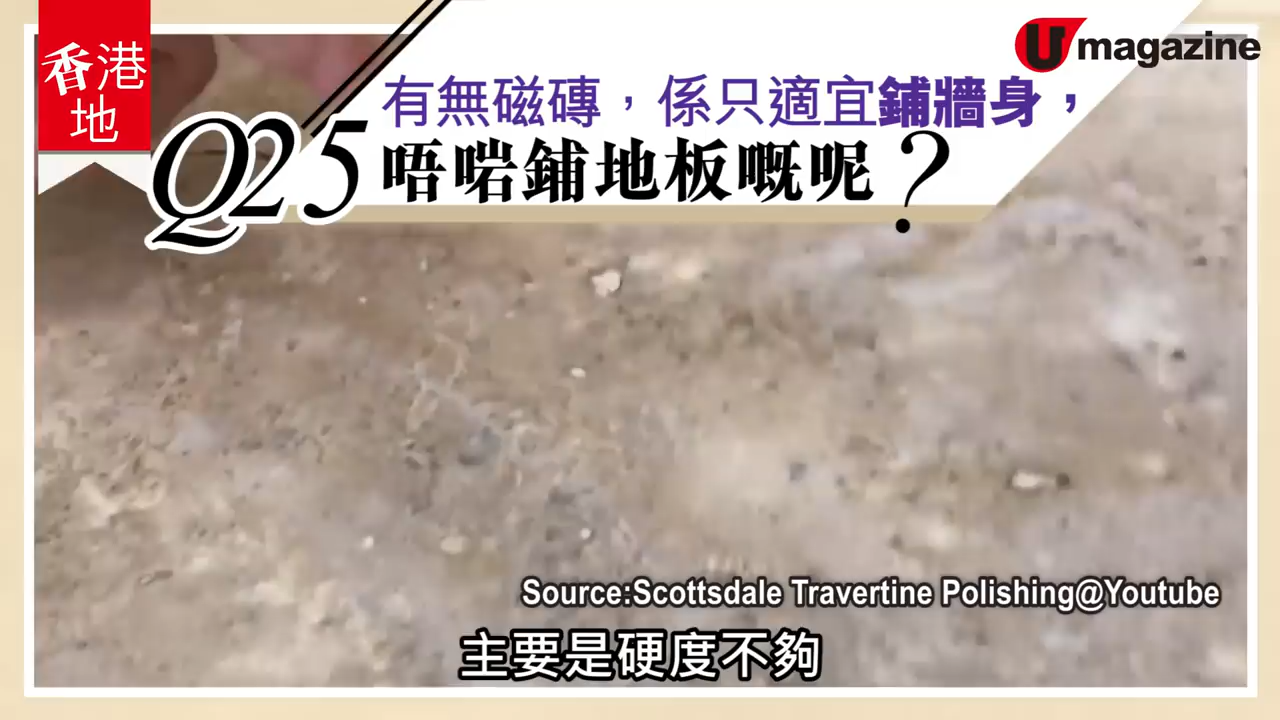 香港
地
U magazine
Q25
有無磁磚，係只適宜鋪牆身，
唔啱鋪地板嘅呢？
Source:Scottsdale Travertine Polishing@Youtube
主要是硬度不夠